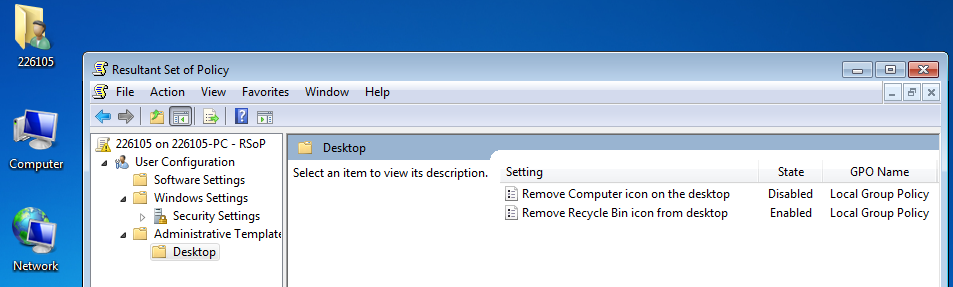 226105
Computer
Network
Resultant Set of Policy
File Action View Favorites Window Help
226105 on 226105-PC - RSoP
User Configuration
Software Settings
Windows Settings
Security Settings
Administrative Template
Desktop
Desktop
Select an item to view its description.
Setting State GPO Name
Remove Computer icon on the desktop Disabled Local Group Policy
Remove Recycle Bin icon from desktop Enabled Local Group Policy